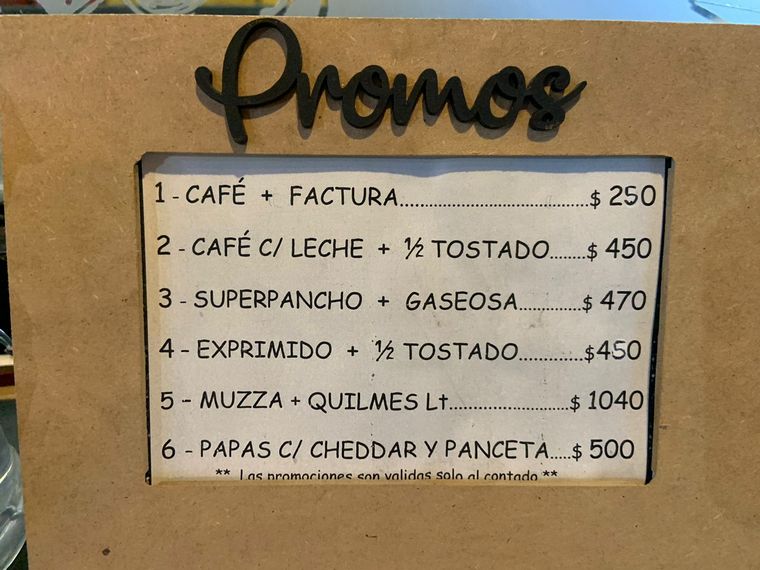 Promos
1 - CAFÉ + FACTURA......................................$ 250
2 - CAFÉ C/ LECHE + ½ TOSTADO........$ 450
3 - SUPERPANCHO + GASEOSA..............$ 470
4 - EXPRIMIDO + ½ TOSTADO..............$450
5 - MUZZA + QUILMES Lt..........................$ 1040
6 - PAPAS C/ CHEDDAR Y PANCETA.....$ 500
** Las promociones son validas solo al contado **